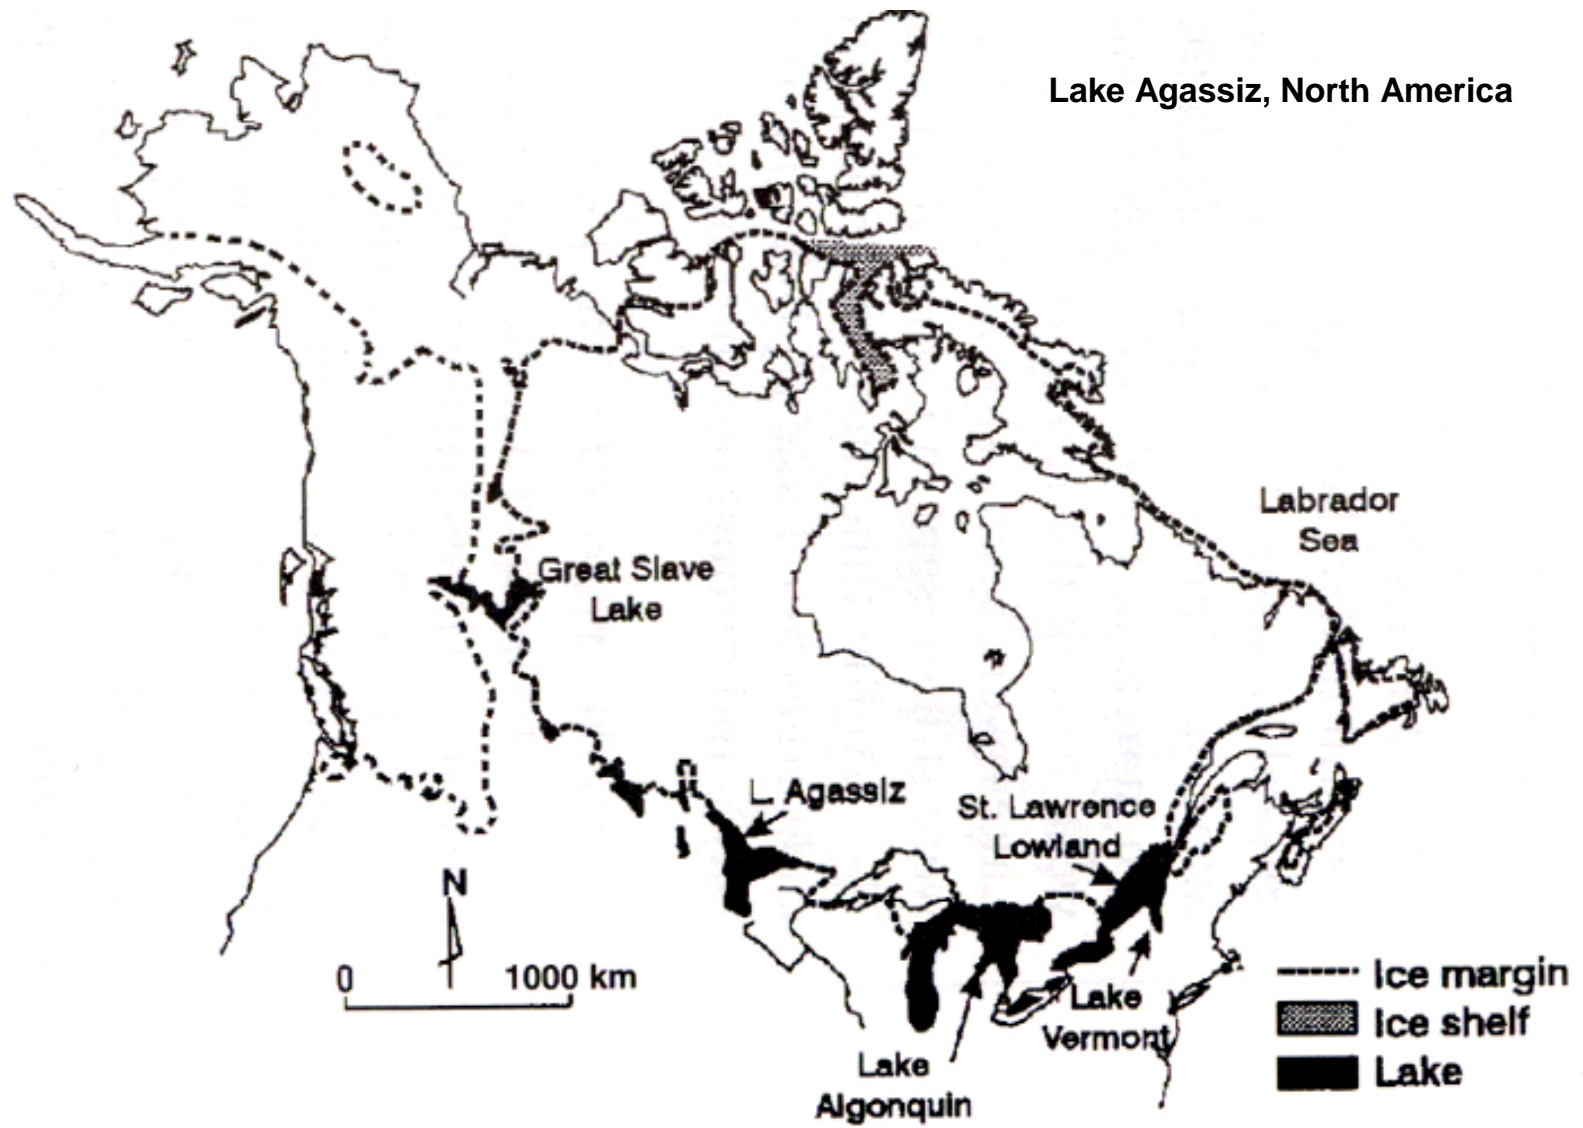 Lake Agassiz, North America
Labrador
Sea
Great Slave
Lake
L. Agassiz
St. Lawrence
Lowland
N
0 1000 km
Lake
Vermont
Lake
Algonquin
Ice margin
Ice shelf
Lake